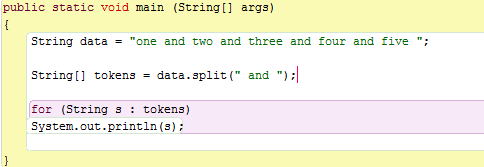 public static void main (String[] args)
{
String data = "one and two and three and four and five ";
String[] tokens = data.split(" and ");
for (String s : tokens)
System.out.println(s);
}